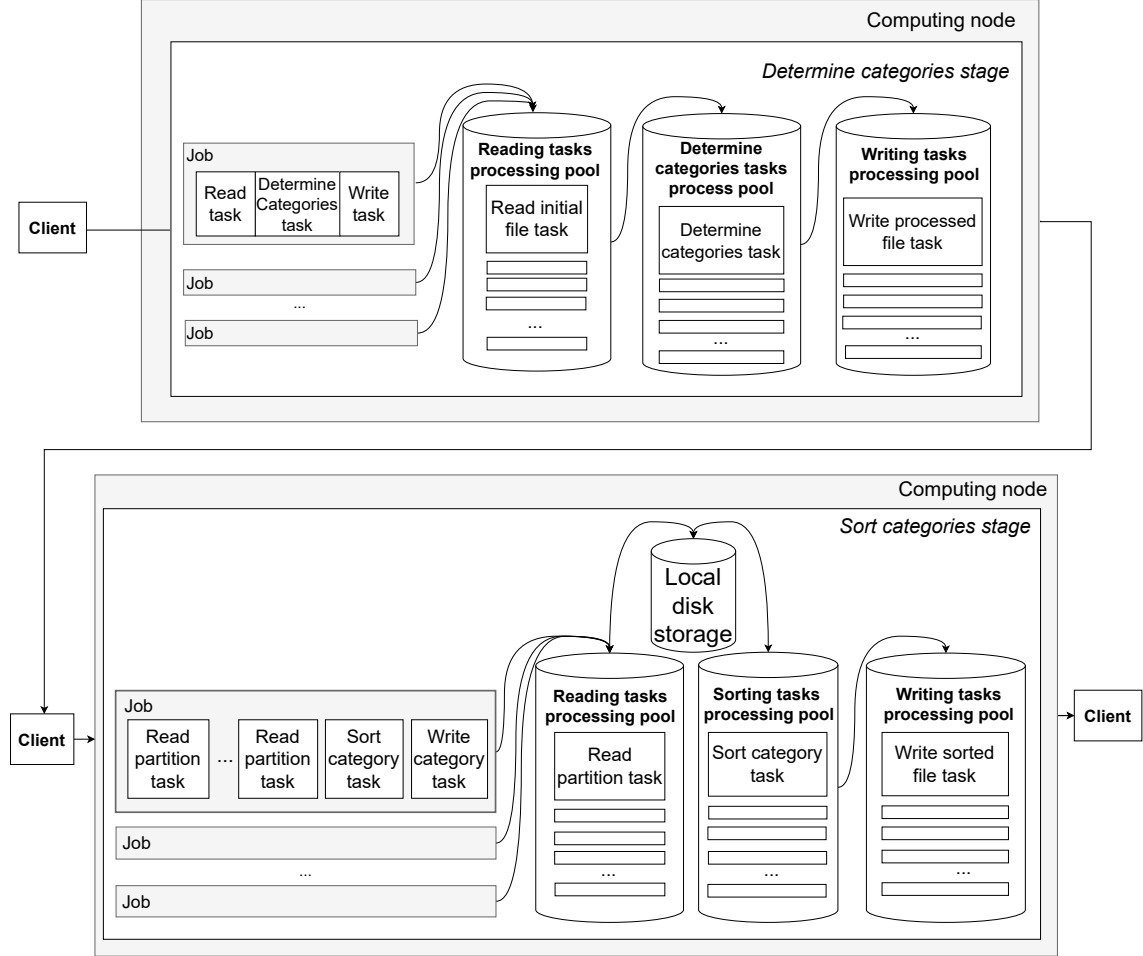 Computing node
Determine categories stage
Client
Job
Read
task
Determine
Categories
task
Write
task
Job
...
Job
Reading tasks
processing pool
Read initial
file task
...
Determine
categories tasks
process pool
Determine
categories task
...
Writing tasks
processing pool
Write processed
file task
...
Computing node
Sort categories stage
Client
Job
Read
partition
task
...
Read
partition
task
Sort
category
task
Write
category
task
Job
...
Job
Local
disk
storage
Reading tasks
processing pool
Read
partition task
...
Sorting tasks
processing pool
Sort category
task
...
Writing tasks
processing pool
Write sorted
file task
...
Client